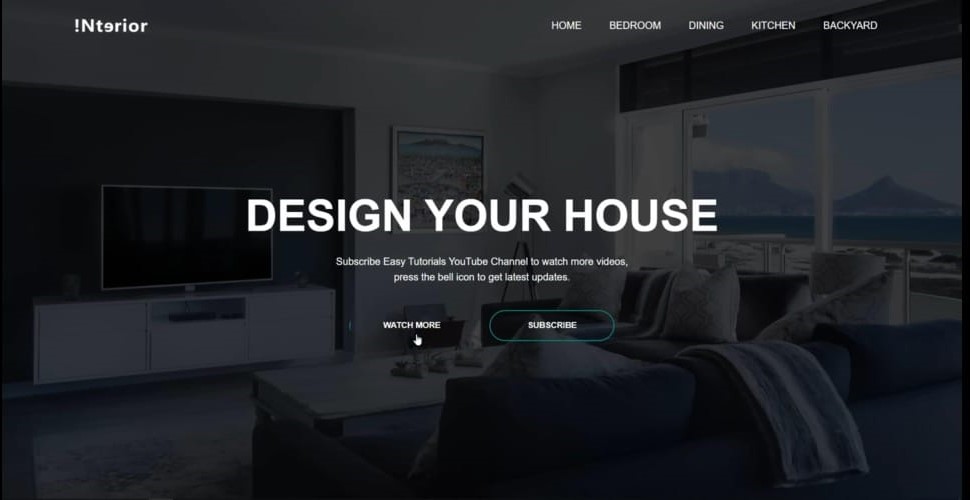 !Ntɘrior
HOME BEDROOM DINING KITCHEN BACKYARD
DESIGN YOUR HOUSE
Subscribe Easy Tutorials YouTube Channel to watch more videos,
press the bell icon to get latest updates.
WATCH MORE SUBSCRIBE